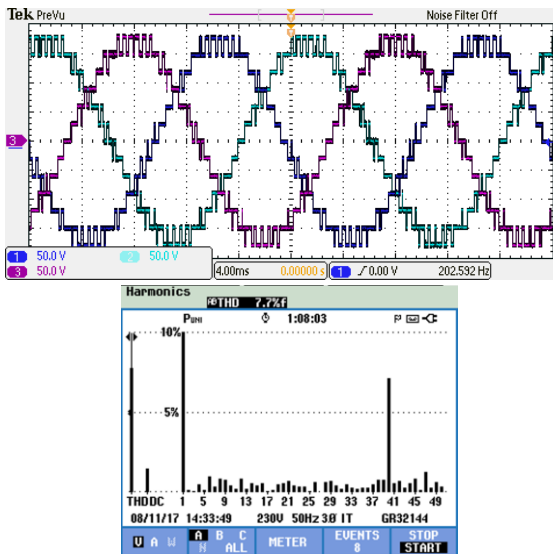 Tek PreVu Noise Filter Off
3
1 50.0 V 2 50.0 V
3 50.0 V
4.00ms 0.00000 s 1 0.00 V 202.592 Hz
Harmonics
THD 7.7%f
PUNI 1:08:03
10%
5%
THDDC 1 5 9 13 17 21 25 29 33 37 41 45 49
08/11/17 14:33:49 230V 50Hz 3Ø IT GR32144
V A W A B C N ALL METER EVENTS 8 STOP START